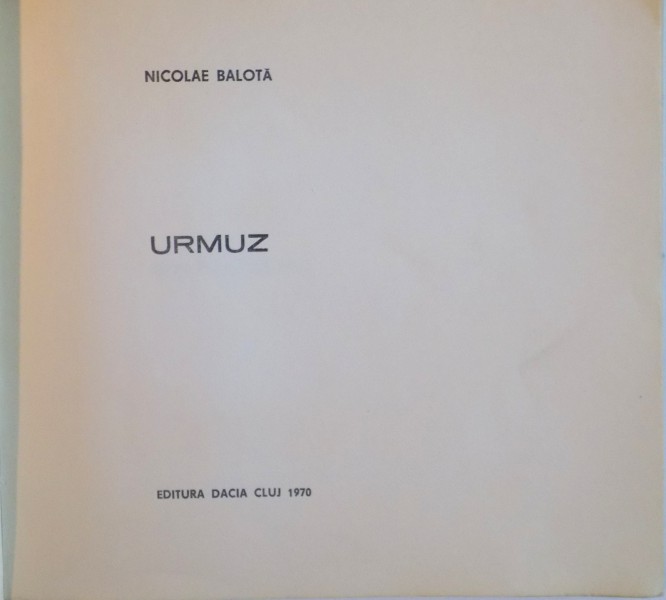 NICOLAE BALOTĂ
URMUZ
EDITURA DACIA CLUJ 1970